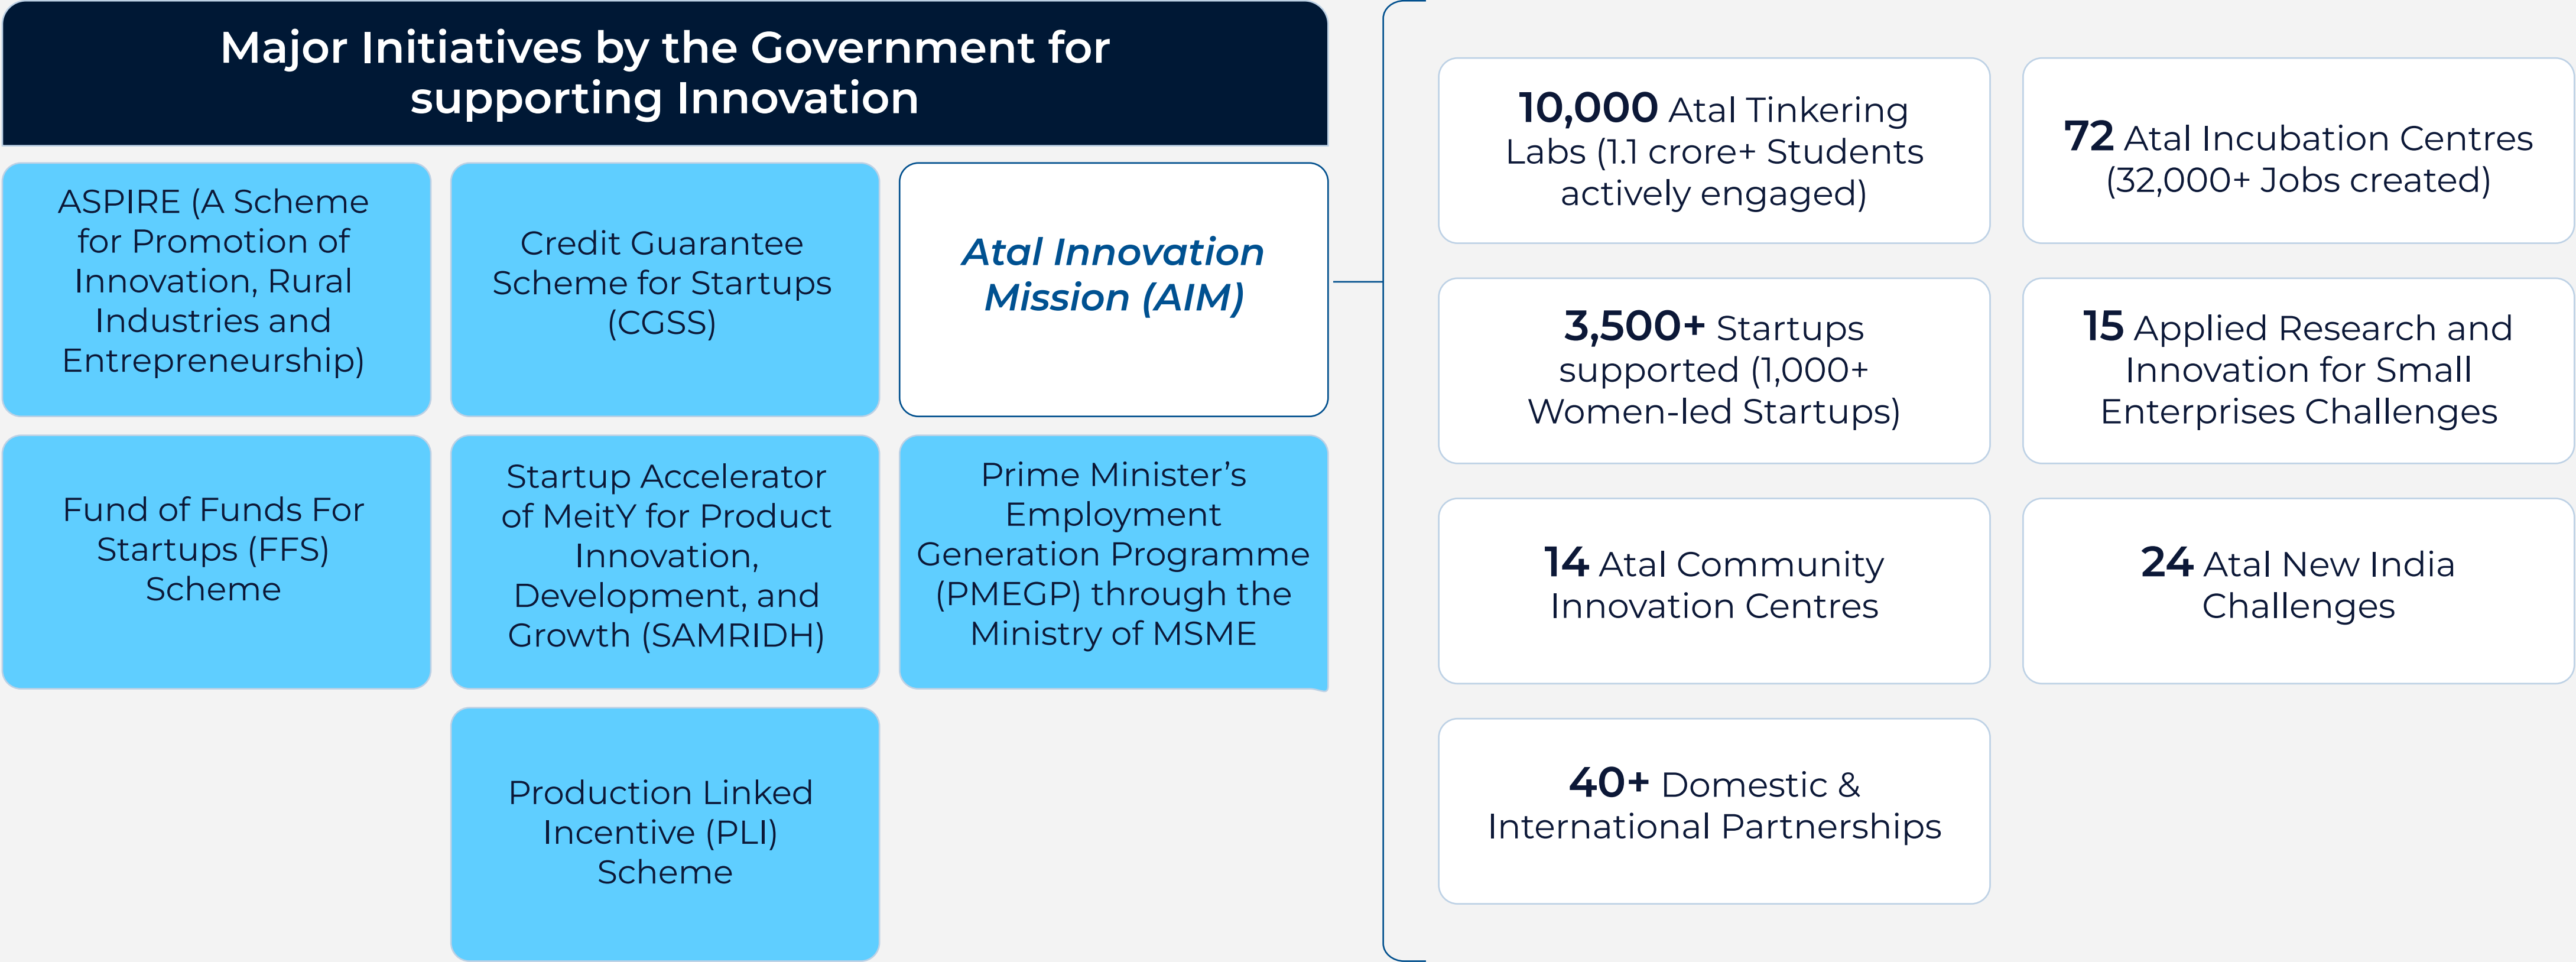 Major Initiatives by the Government for
supporting Innovation
ASPIRE (A Scheme
for Promotion of
Innovation, Rural
Industries and
Entrepreneurship)
Credit Guarantee
Scheme for Startups
(CGSS)
Atal Innovation
Mission (AIM)
Fund of Funds For
Startups (FFS)
Scheme
Startup Accelerator
of MeitY for Product
Innovation,
Development, and
Growth (SAMRIDH)
Prime Minister’s
Employment
Generation Programme
(PMEGP) through the
Ministry of MSME
Production Linked
Incentive (PLI)
Scheme
10,000 Atal Tinkering
Labs (1.1 crore+ Students
actively engaged)
72 Atal Incubation Centres
(32,000+ Jobs created)
3,500+ Startups
supported (1,000+
Women-led Startups)
15 Applied Research and
Innovation for Small
Enterprises Challenges
14 Atal Community
Innovation Centres
24 Atal New India
Challenges
40+ Domestic &
International Partnerships